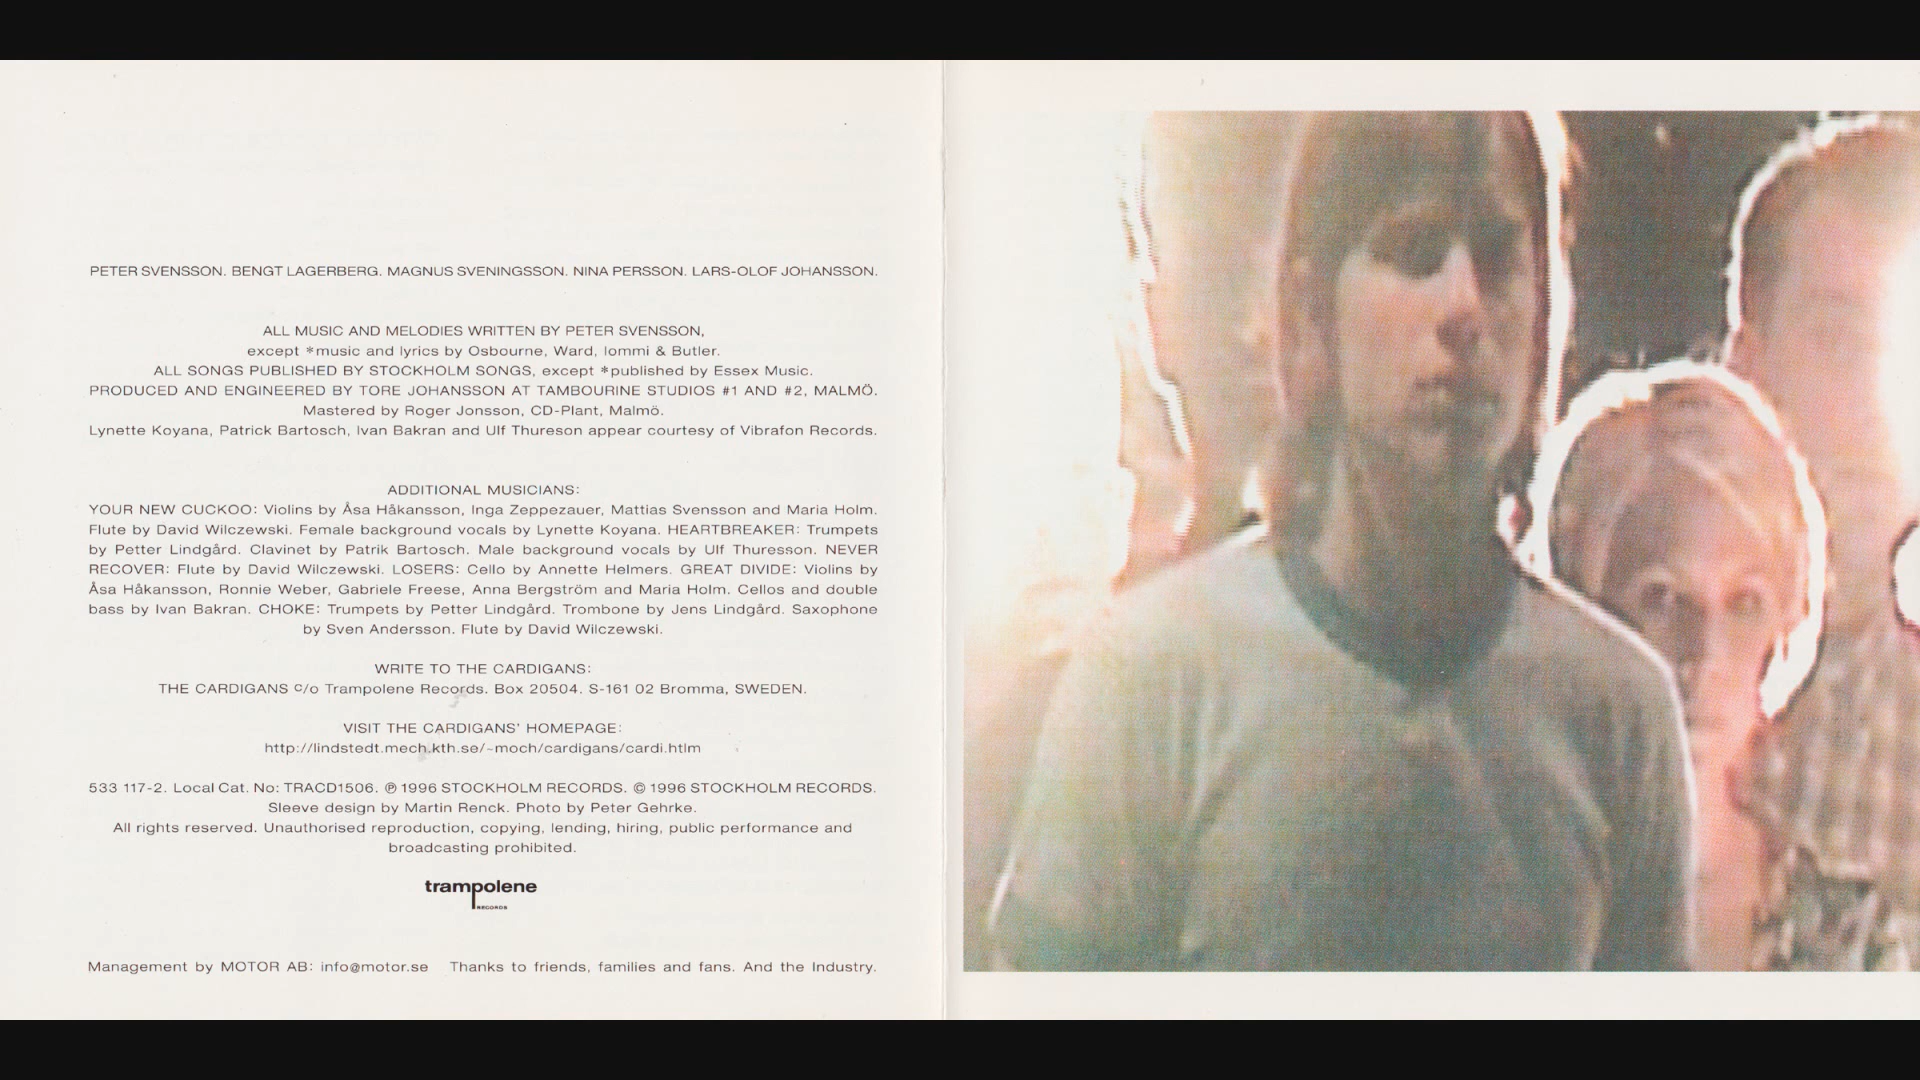 PETER SVENSSON. BENGT LAGERBERG. MAGNUS SVENINGSSON. NINA PERSSON. LARS-OLOF JOHANSSON.
ALL MUSIC AND MELODIES WRITTEN BY PETER SVENSSON,
except *music and lyrics by Osbourne, Ward, Iommi & Butler.
ALL SONGS PUBLISHED BY STOCKHOLM SONGS, except *published by Essex Music.
PRODUCED AND ENGINEERED BY TORE JOHANSSON AT TAMBOURINE STUDIOS #1 AND #2, MALMÖ.
Mastered by Roger Jonsson, CD-Plant, Malmö.
Lynette Koyana, Patrick Bartosch, Ivan Bakran and Ulf Thureson appear courtesy of Vibrafon Records.
ADDITIONAL MUSICIANS:
YOUR NEW CUCKOO: Violins by Åsa Håkansson, Inga Zeppezauer, Mattias Svensson and Maria Holm.
Flute by David Wilczewski. Female background vocals by Lynette Koyana. HEARTBREAKER: Trumpets
by Petter Lindgård. Clavinet by Patrik Bartosch. Male background vocals by Ulf Thuresson. NEVER
RECOVER: Flute by David Wilczewski. LOSERS: Cello by Annette Helmers. GREAT DIVIDE: Violins by
Åsa Håkansson, Ronnie Weber, Gabriele Freese, Anna Bergström and Maria Holm. Cellos and double
bass by Ivan Bakran. CHOKE: Trumpets by Petter Lindgård. Trombone by Jens Lindgård. Saxophone
by Sven Andersson. Flute by David Wilczewski.
WRITE TO THE CARDIGANS:
THE CARDIGANS c/o Trampolene Records. Box 20504. S-161 02 Bromma, SWEDEN.
VISIT THE CARDIGANS' HOMEPAGE:
http://lindstedt.mech.kth.se/~moch/cardigans/cardi.htlm
533 117-2. Local Cat. No: TRACD1506. ℗ 1996 STOCKHOLM RECORDS. © 1996 STOCKHOLM RECORDS.
Sleeve design by Martin Renck. Photo by Peter Gehrke.
All rights reserved. Unauthorised reproduction, copying, lending, hiring, public performance and
broadcasting prohibited.
trampolene
RECORDS
Management by MOTOR AB: info@motor.se Thanks to friends, families and fans. And the Industry.